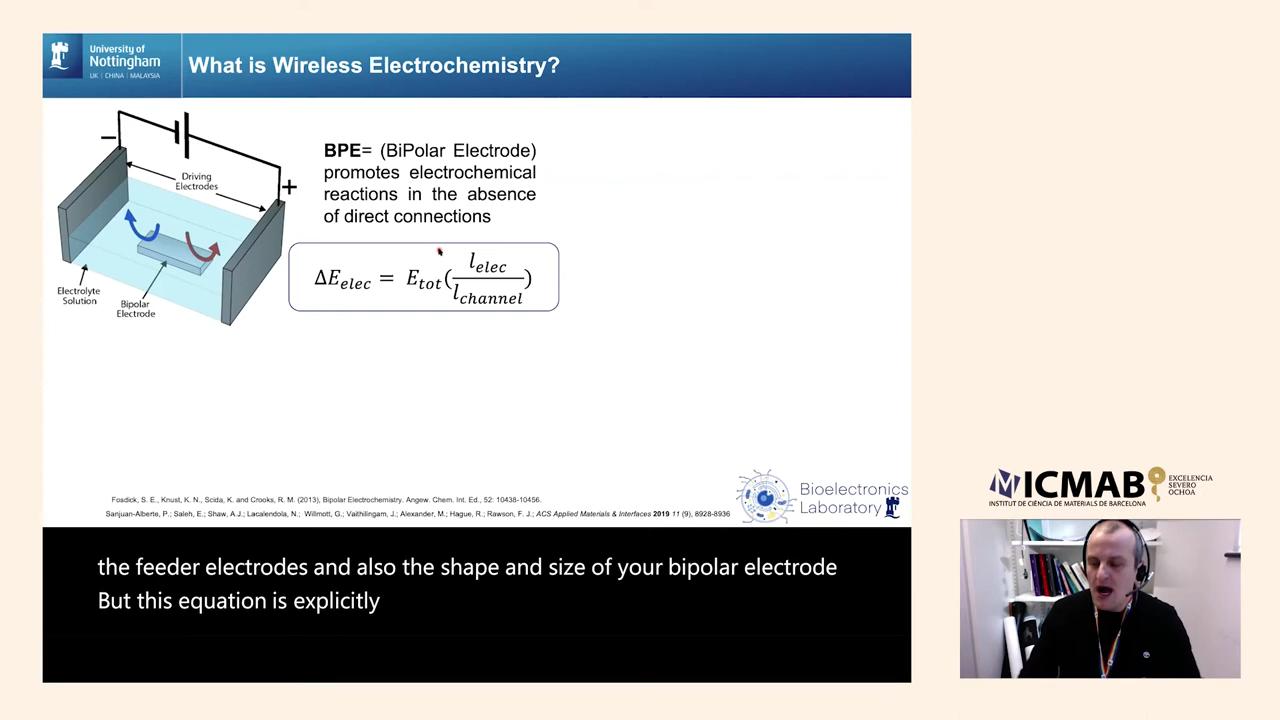 University of
Nottingham
UK | CHINA | MALAYSIA
What is Wireless Electrochemistry?
−
+
Driving
Electrodes
Electrolyte
Solution
Bipolar
Electrode
BPE= (BiPolar Electrode)
promotes electrochemical
reactions in the absence
of direct connections
ΔE_elec = E_tot(l_elec/l_channel)
Fosdick, S. E., Knust, K. N., Scida, K. and Crooks, R. M. (2013), Bipolar Electrochemistry. Angew. Chem. Int. Ed., 52: 10438-10456.
Sanjuan-Alberte, P.; Saleh, E.; Shaw, A.J.; Lacalendola, N.; Willmott, G.; Vaithilingam, J.; Alexander, M.; Hague, R.; Rawson, F. J.; ACS Applied Materials & Interfaces 2019 11 (9), 8928-8936
Bioelectronics
Laboratory
the feeder electrodes and also the shape and size of your bipolar electrode
But this equation is explicitly
ICMAB
INSTITUT DE CIÈNCIA DE MATERIALS DE BARCELONA
EXCELENCIA
SEVERO
OCHOA